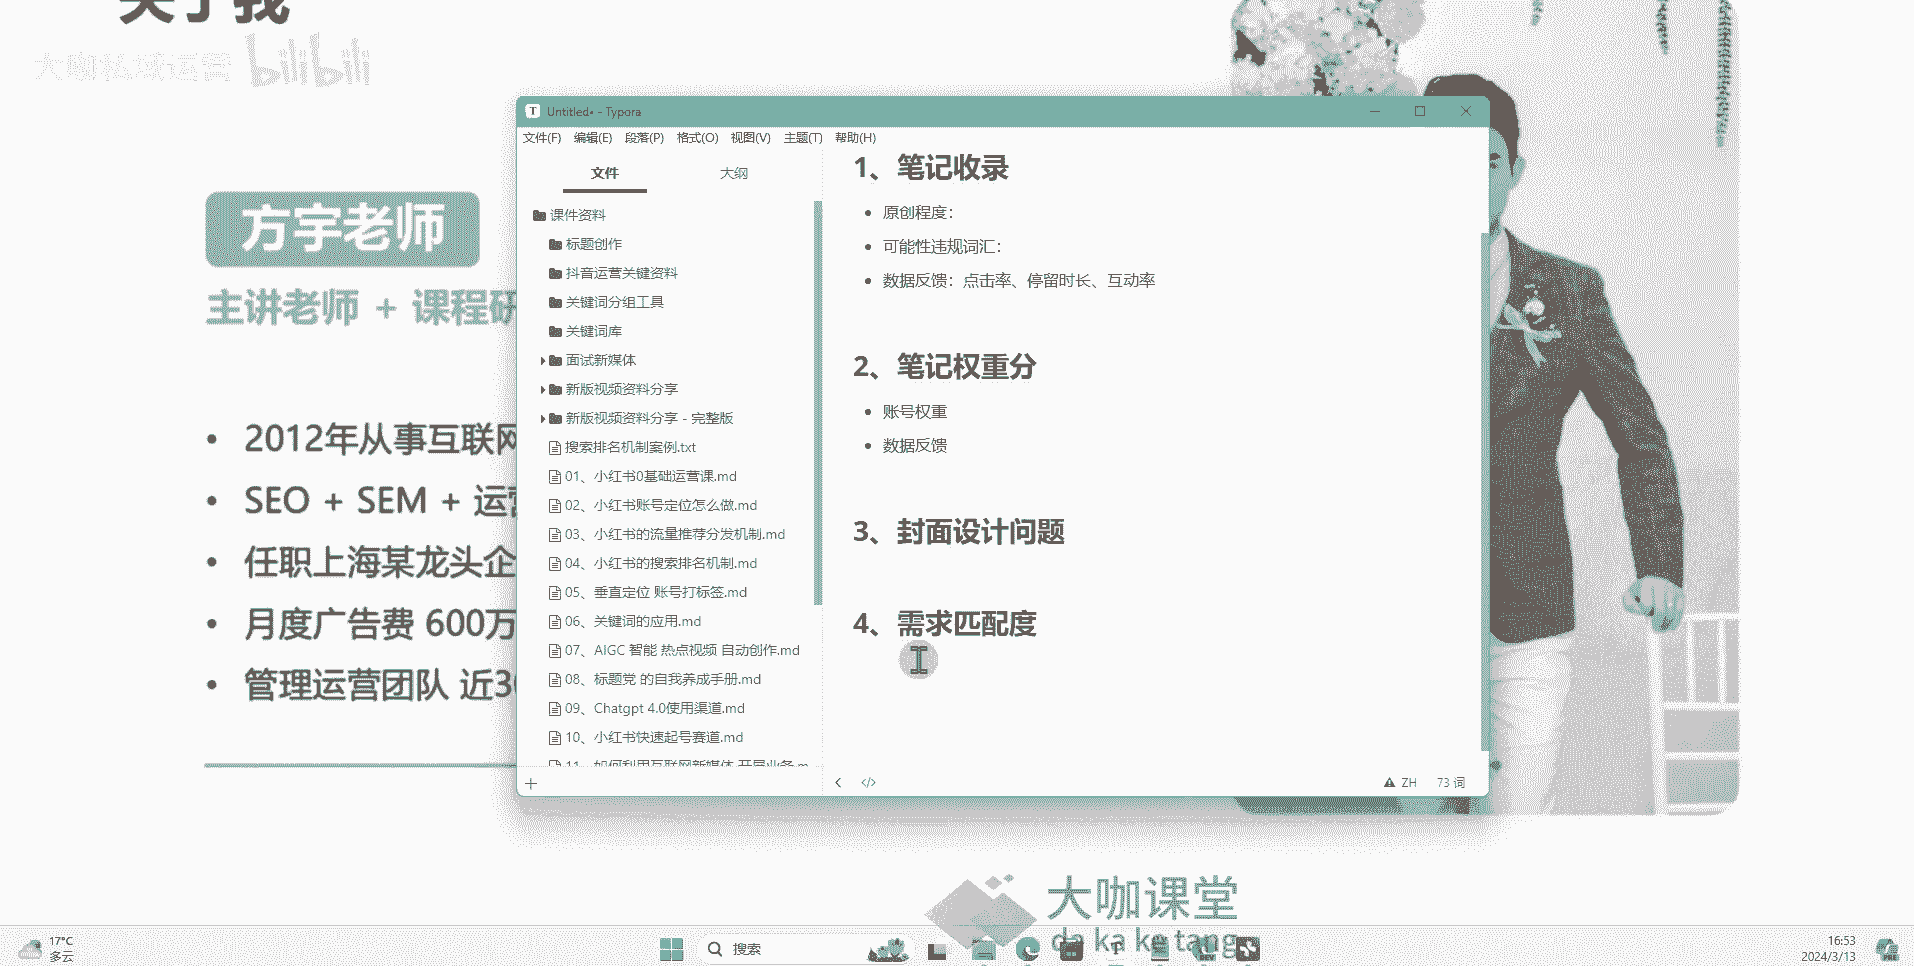 关于我
大咖私域运营 bilibili
方宇老师
主讲老师 + 课程研
2012年从事互联网
SEO + SEM + 运营
任职上海某龙头企
月度广告费 600万
管理运营团队 近30
Untitled• - Typora
文件(F) 编辑(E) 段落(P) 格式(O) 视图(V) 主题(T) 帮助(H)
文件 大纲
课件资料
标题创作
抖音运营关键资料
关键词分组工具
关键词库
面试新媒体
新版视频资料分享
新版视频资料分享 - 完整版
搜索排名机制案例.txt
01、小红书0基础运营课.md
02、小红书账号定位怎么做.md
03、小红书的流量推荐分发机制.md
04、小红书的搜索排名机制.md
05、垂直定位 账号打标签.md
06、关键词的应用.md
07、AIGC 智能 热点视频 自动创作.md
08、标题党 的自我养成手册.md
09、Chatgpt 4.0使用渠道.md
10、小红书快速起号赛道.md
11、如何利用互联网新媒体 开展业务.m
1、笔记收录
原创程度：
可能性违规词汇：
数据反馈：点击率、停留时长、互动率
2、笔记权重分
账号权重
数据反馈
3、封面设计问题
4、需求匹配度
ZH 73 词
大咖课堂
da ka ke tang
17°C
多云
搜索
16:53
2024/3/13